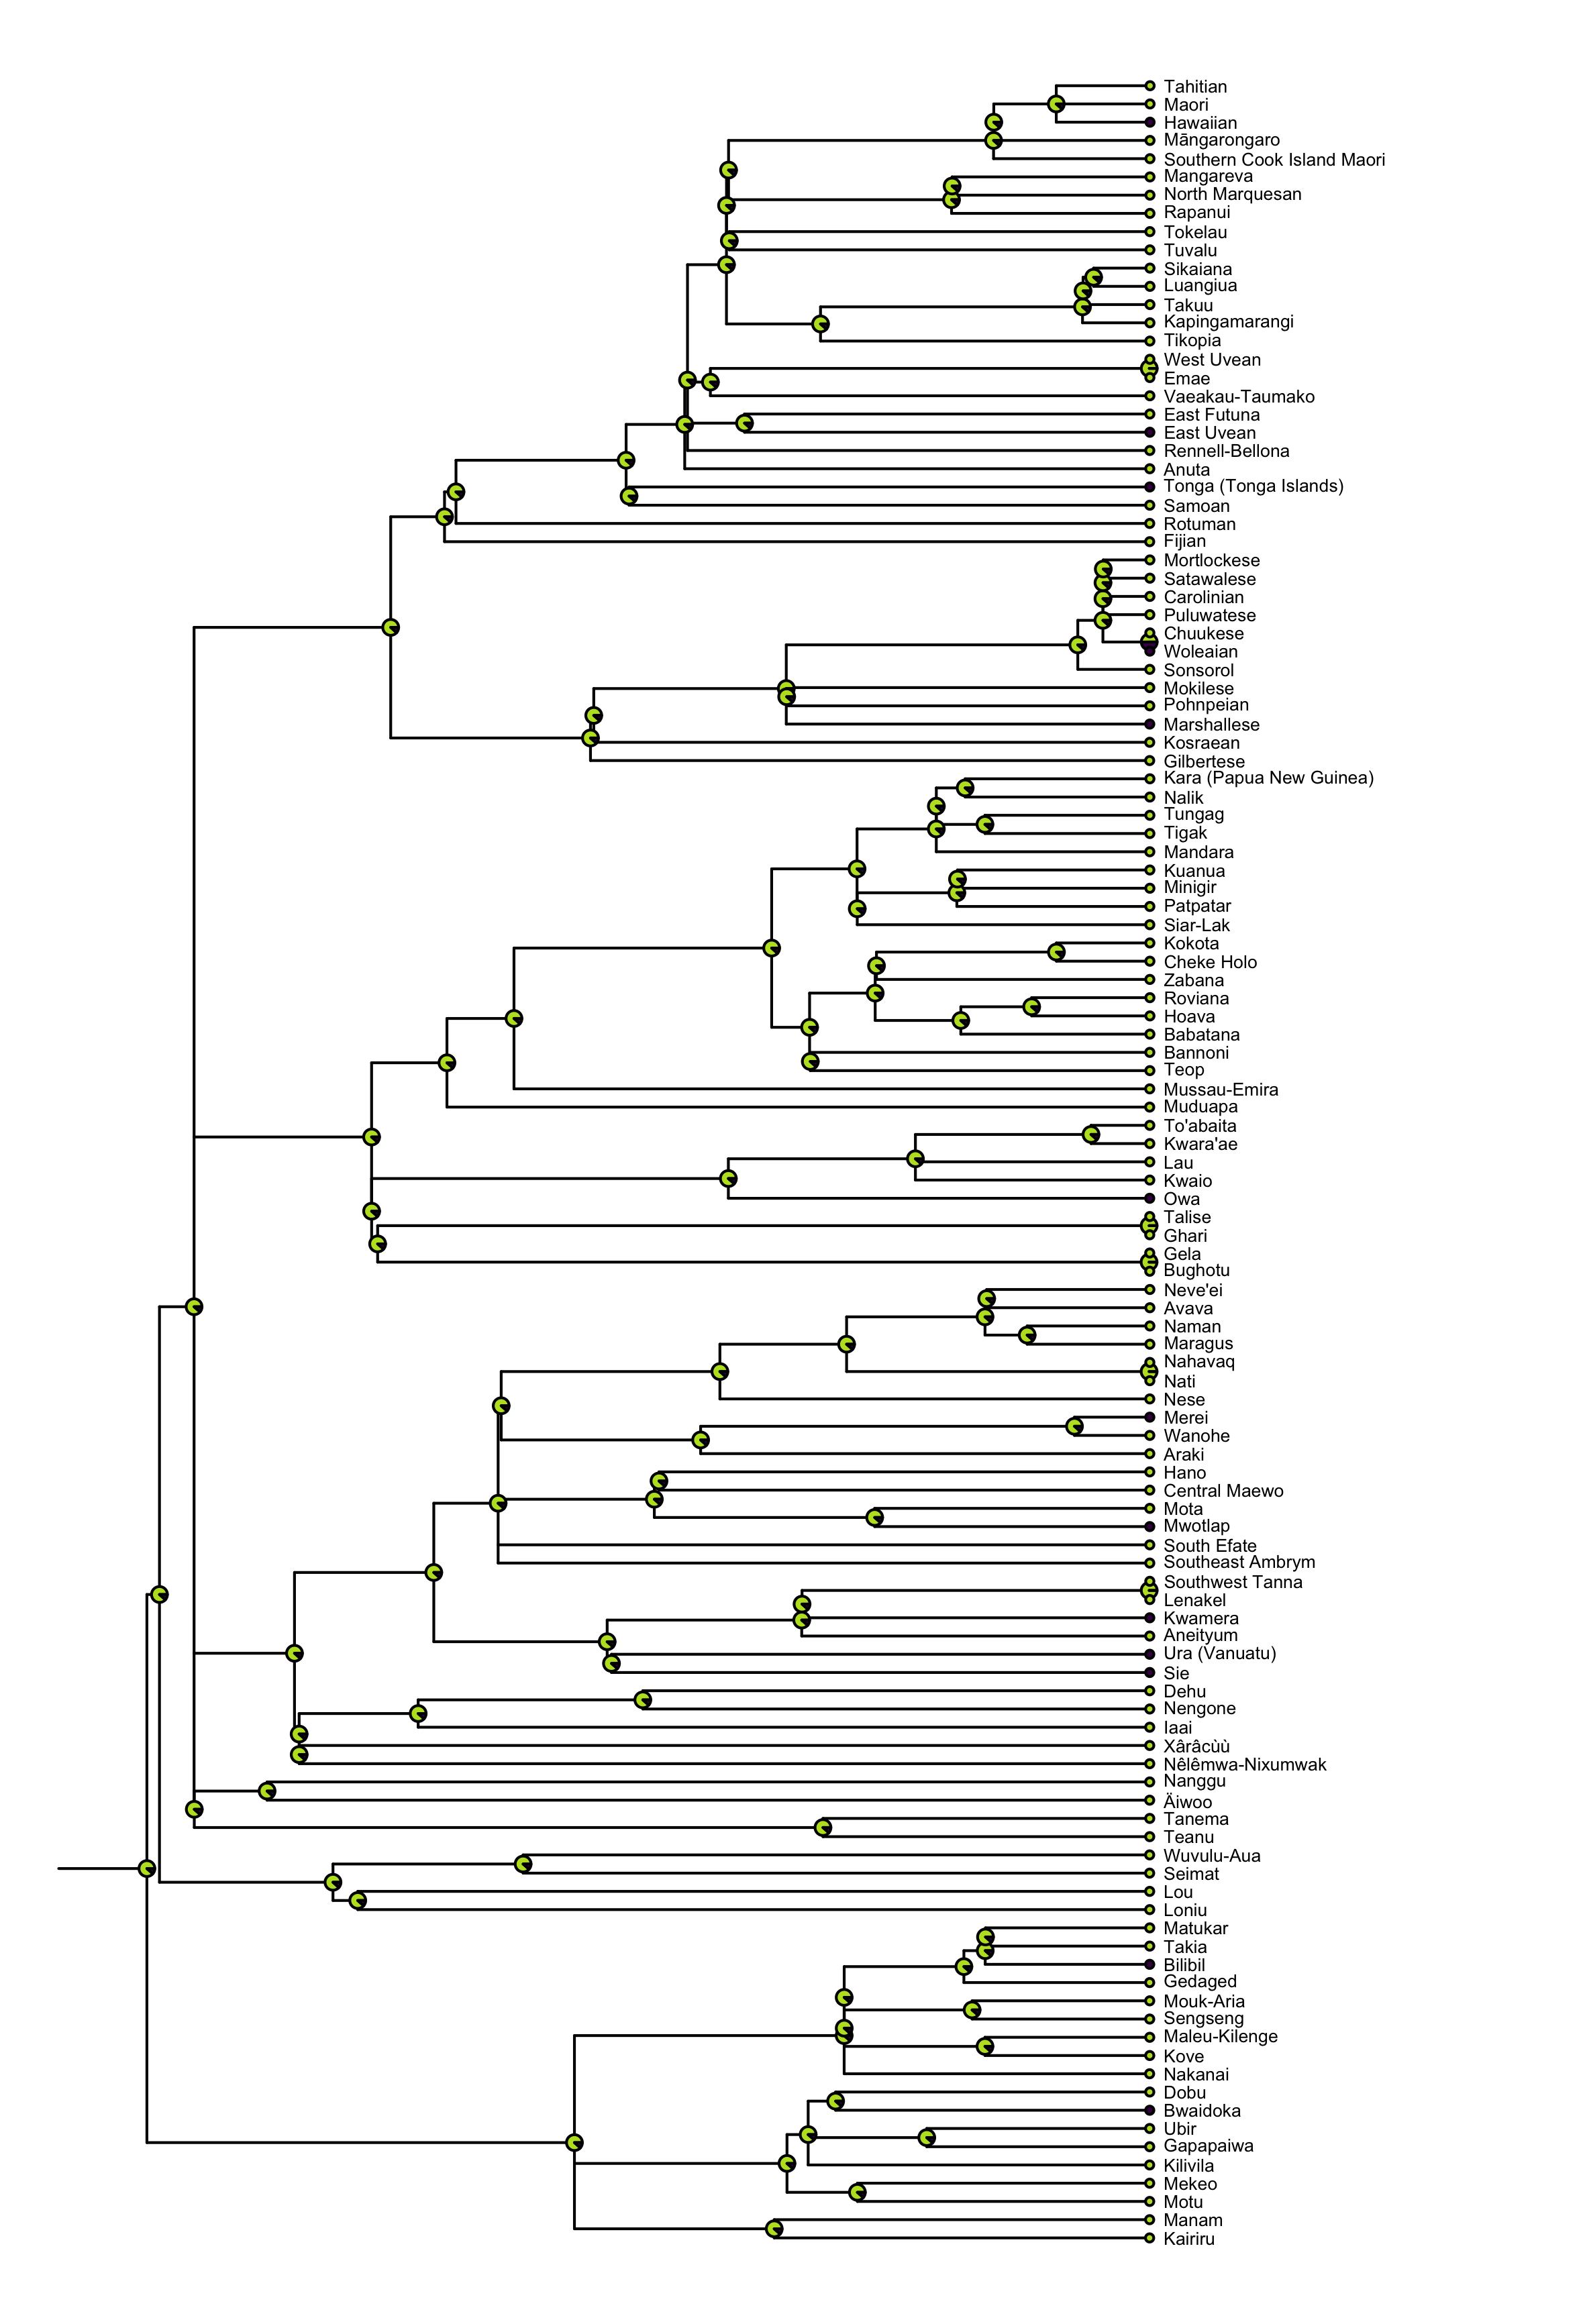 Tahitian
Maori
Hawaiian
Māngarongaro
Southern Cook Island Maori
Mangareva
North Marquesan
Rapanui
Tokelau
Tuvalu
Sikaiana
Luangiua
Takuu
Kapingamarangi
Tikopia
West Uvean
Emae
Vaeakau-Taumako
East Futuna
East Uvean
Rennell-Bellona
Anuta
Tonga (Tonga Islands)
Samoan
Rotuman
Fijian
Mortlockese
Satawalese
Carolinian
Puluwatese
Chuukese
Woleaian
Sonsorol
Mokilese
Pohnpeian
Marshallese
Kosraean
Gilbertese
Kara (Papua New Guinea)
Nalik
Tungag
Tigak
Mandara
Kuanua
Minigir
Patpatar
Siar-Lak
Kokota
Cheke Holo
Zabana
Roviana
Hoava
Babatana
Bannoni
Teop
Mussau-Emira
Muduapa
To'abaita
Kwara'ae
Lau
Kwaio
Owa
Talise
Ghari
Gela
Bughotu
Neve'ei
Avava
Naman
Maragus
Nahavaq
Nati
Nese
Merei
Wanohe
Araki
Hano
Central Maewo
Mota
Mwotlap
South Efate
Southeast Ambrym
Southwest Tanna
Lenakel
Kwamera
Aneityum
Ura (Vanuatu)
Sie
Dehu
Nengone
Iaai
Xârâcùù
Nêlêmwa-Nixumwak
Nanggu
Äiwoo
Tanema
Teanu
Wuvulu-Aua
Seimat
Lou
Loniu
Matukar
Takia
Bilibil
Gedaged
Mouk-Aria
Sengseng
Maleu-Kilenge
Kove
Nakanai
Dobu
Bwaidoka
Ubir
Gapapaiwa
Kilivila
Mekeo
Motu
Manam
Kairiru